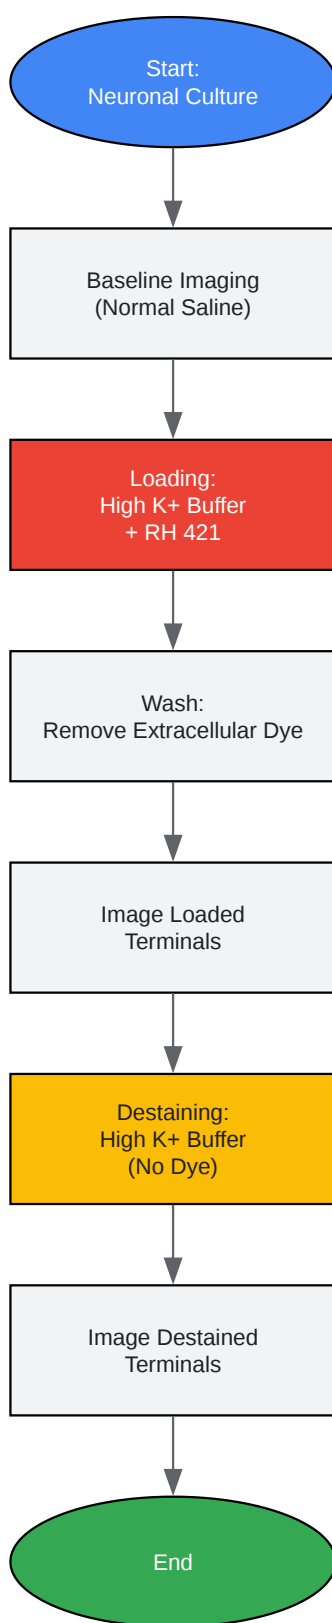 Start:
Neuronal Culture
Baseline Imaging
(Normal Saline)
Loading:
High K+ Buffer
+ RH 421
Wash:
Remove Extracellular Dye
Image Loaded
Terminals
Destaining:
High K+ Buffer
(No Dye)
Image Destained
Terminals
End